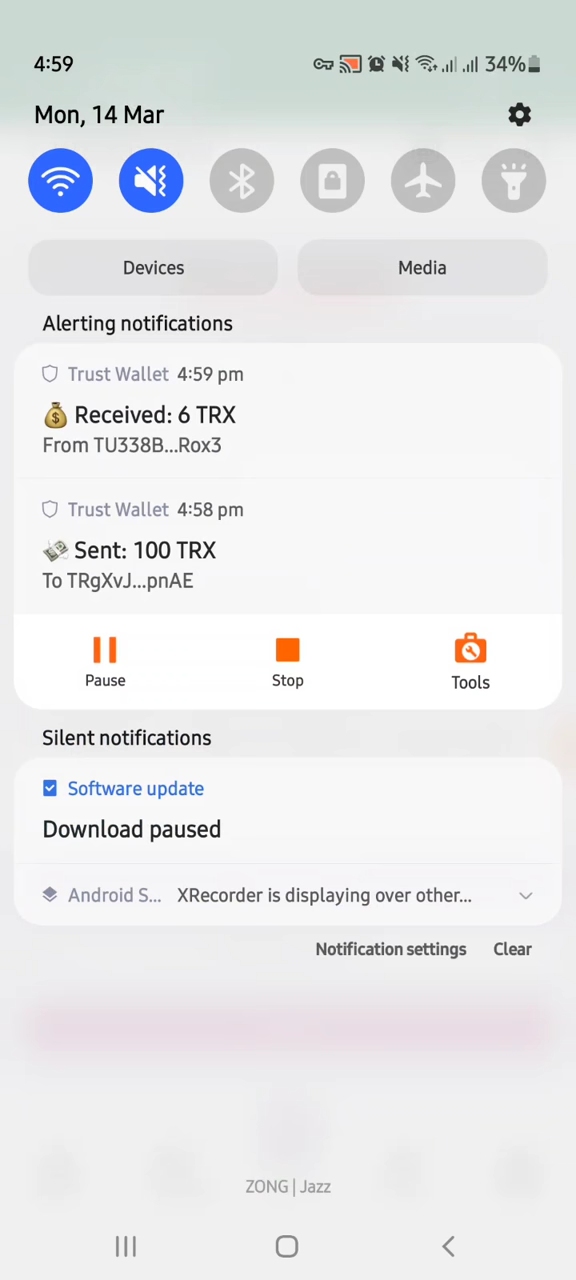 4:59 34%
Mon, 14 Mar
Devices Media
Alerting notifications
Trust Wallet 4:59 pm
💰 Received: 6 TRX
From TU338B...Rox3
Trust Wallet 4:58 pm
💸 Sent: 100 TRX
To TRgXvJ...pnAE
Pause Stop Tools
Silent notifications
Software update
Download paused
Android S... XRecorder is displaying over other...
Notification settings Clear
ZONG | Jazz